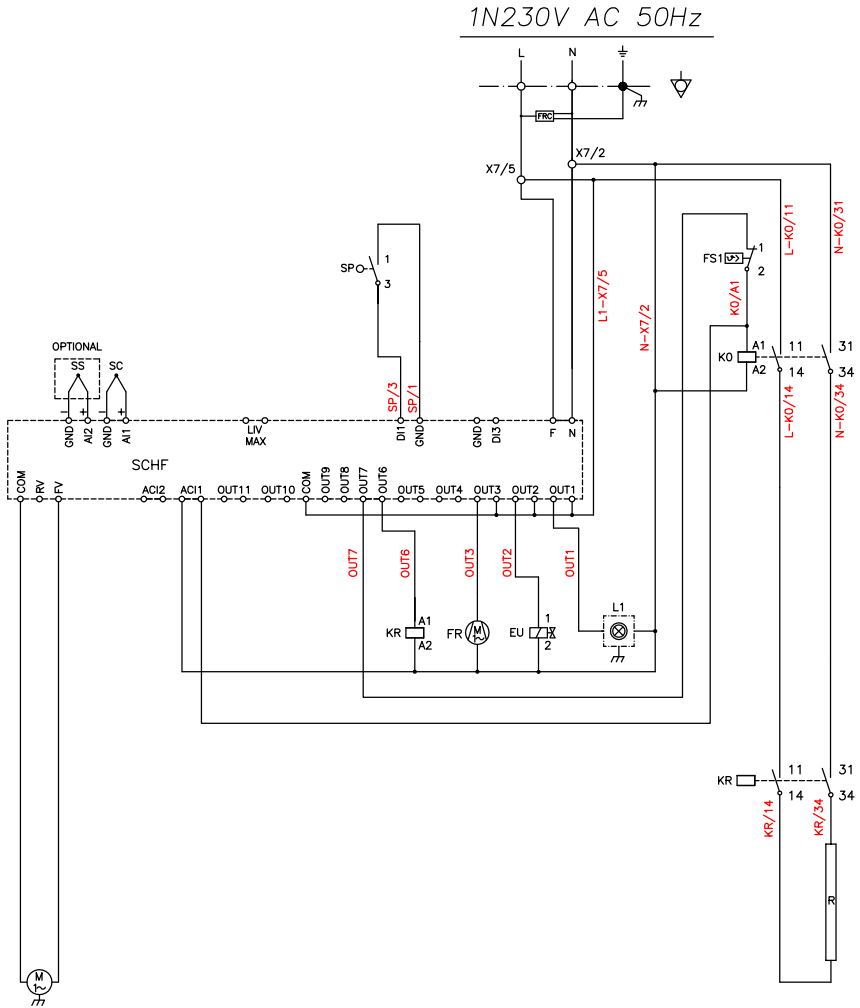 1N230V AC 50Hz
L
N
FRC
X7/2
X7/5
L-K0/11
N-K0/31
SP
1
3
FS1
1
2
L1-X7/5
N-X7/2
K0/A1
OPTIONAL
SS
SC
K0
A1
A2
11
14
31
34
SP/3
SP/1
L-K0/14
N-K0/34
- + - +
GND
AI2
GND
AI1
LIV
MAX
DI1
GND
GND
DI3
F
N
SCHF
COM
RV
FV
ACI2
ACI1
OUT11
OUT10
COM
OUT9
OUT8
OUT7
OUT6
OUT5
OUT4
OUT3
OUT2
OUT1
OUT7
OUT6
OUT3
OUT2
OUT1
KR
A1
A2
FR
M
1~
EU
1
2
L1
KR
11
14
31
34
KR/14
KR/34
R
M
1~